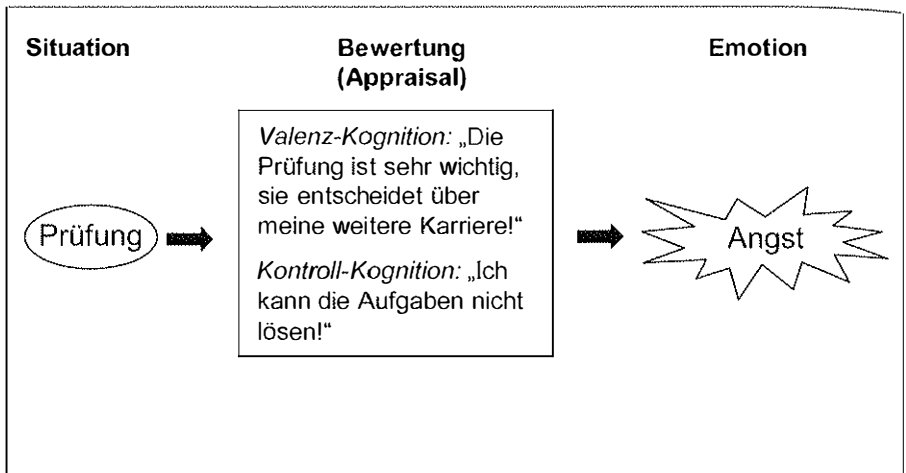 Situation
Bewertung
(Appraisal)
Emotion
Prüfung
Valenz-Kognition: „Die
Prüfung ist sehr wichtig,
sie entscheidet über
meine weitere Karriere!“
Kontroll-Kognition: „Ich
kann die Aufgaben nicht
lösen!“
Angst